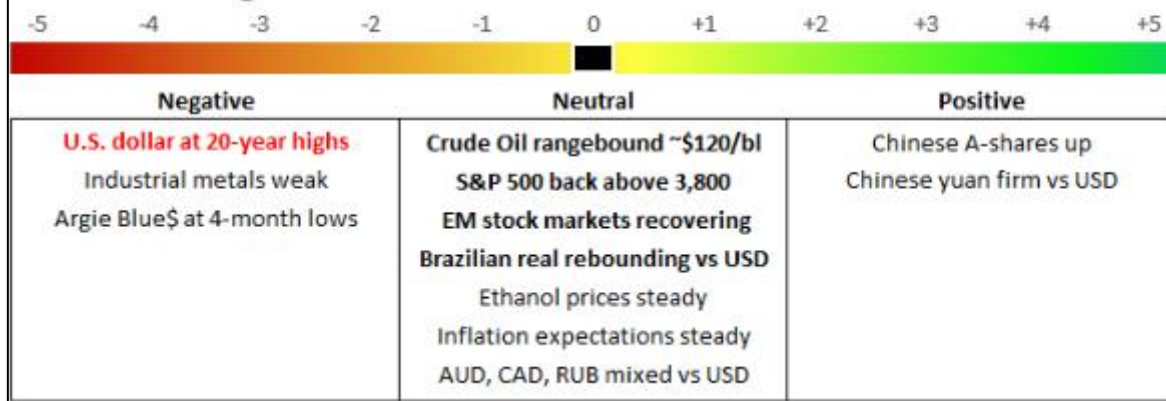 -5 -4 -3 -2 -1 0 +1 +2 +3 +4 +5
Negative Neutral Positive
U.S. dollar at 20-year highs
Industrial metals weak
Argie Blue$ at 4-month lows
Crude Oil rangebound ~$120/bl
S&P 500 back above 3,800
EM stock markets recovering
Brazilian real rebounding vs USD
Ethanol prices steady
Inflation expectations steady
AUD, CAD, RUB mixed vs USD
Chinese A-shares up
Chinese yuan firm vs USD